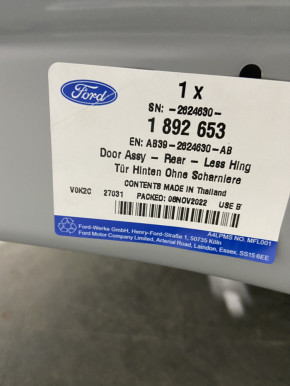 Ford
1 x
SN: -2624630-
1 892 653
EN: AB39-2624630-AB
Door Assy - Rear - Less Hing
Tür Hinten Ohne Scharniere
CONTENTS MADE IN Thailand
V0K2C 27031 PACKED: 08NOV2022 USE B
A4LPMS NO. MFL001
Ford-Werke GmbH, Henry-Ford-Straße 1, 50735 Köln
Ford Motor Company Limited, Arterial Road, Laindon, Essex. SS15 6EE